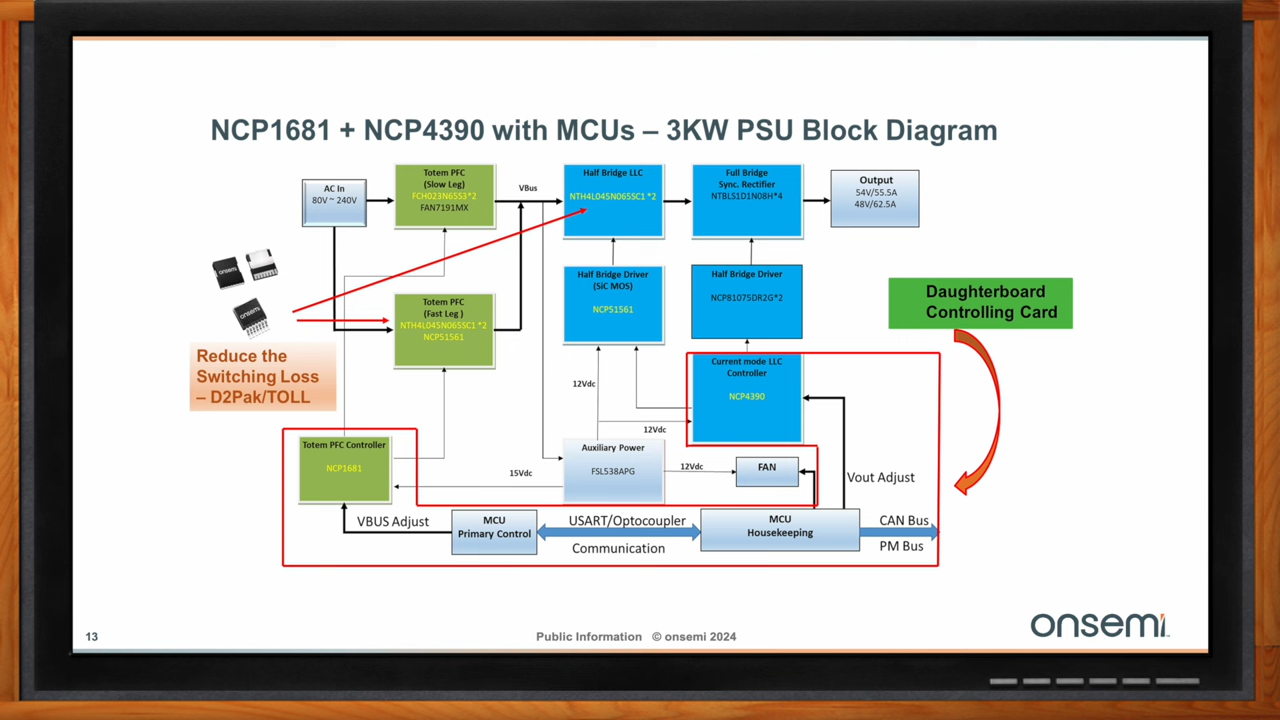 NCP1681 + NCP4390 with MCUs – 3KW PSU Block Diagram
AC In
80V ~ 240V
Totem PFC
(Slow Leg)
FCH023N65S3*2
FAN7191MX
VBus
Half Bridge LLC
NTH4L045N065SC1 *2
Full Bridge
Sync. Rectifier
NTBLS1D1N08H*4
Output
54V/55.5A
48V/62.5A
onsemi
onsemi
Totem PFC
(Fast Leg )
NTH4L045N065SC1 *2
NCP51561
Half Bridge Driver
(SiC MOS)
NCP51561
Half Bridge Driver
NCP81075DR2G*2
Daughterboard
Controlling Card
Reduce the
Switching Loss
– D2Pak/TOLL
12Vdc
Current mode LLC
Controller
NCP4390
12Vdc
Totem PFC Controller
NCP1681
15Vdc
Auxiliary Power
FSL538APG
12Vdc
FAN
Vout Adjust
VBUS Adjust
MCU
Primary Control
USART/Optocoupler
Communication
MCU
Housekeeping
CAN Bus
PM Bus
13
Public Information © onsemi 2024
onsemi